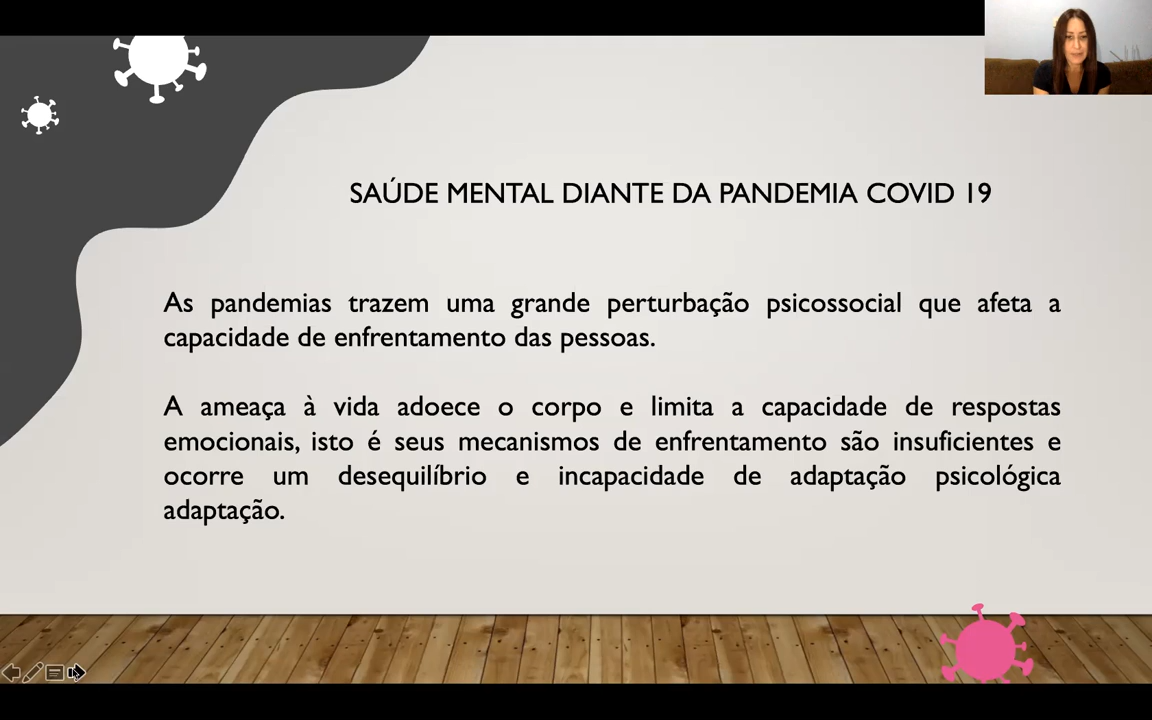 SAÚDE MENTAL DIANTE DA PANDEMIA COVID 19
As pandemias trazem uma grande perturbação psicossocial que afeta a
capacidade de enfrentamento das pessoas.
A ameaça à vida adoece o corpo e limita a capacidade de respostas
emocionais, isto é seus mecanismos de enfrentamento são insuficientes e
ocorre um desequilíbrio e incapacidade de adaptação psicológica
adaptação.